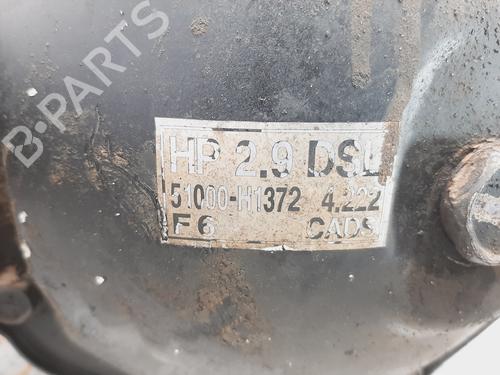 B-PARTS
HP 2.9 DSL
51000-H1372 4.222
F6 CADS